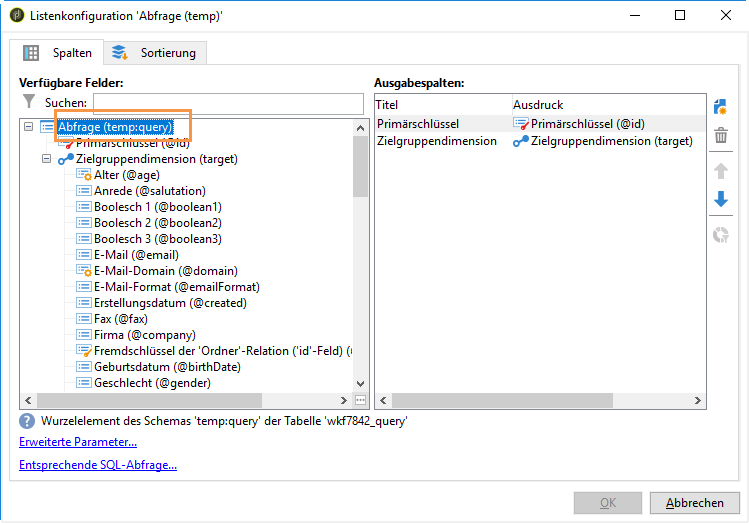 Listenkonfiguration 'Abfrage (temp)'
Spalten
Sortierung
Verfügbare Felder:
Suchen:
Abfrage (temp:query)
Primärschlüssel (@id)
Zielgruppendimension (target)
Alter (@age)
Anrede (@salutation)
Boolesch 1 (@boolean1)
Boolesch 2 (@boolean2)
Boolesch 3 (@boolean3)
E-Mail (@email)
E-Mail-Domain (@domain)
E-Mail-Format (@emailFormat)
Erstellungsdatum (@created)
Fax (@fax)
Firma (@company)
Fremdschlüssel der 'Ordner'-Relation ('id'-Feld) (
Geburtsdatum (@birthDate)
Geschlecht (@gender)
Ausgabespalten:
Titel Ausdruck
Primärschlüssel Primärschlüssel (@id)
Zielgruppendimension Zielgruppendimension (target)
Wurzelelement des Schemas 'temp:query' der Tabelle 'wkf7842_query'
Erweiterte Parameter...
Entsprechende SQL-Abfrage...
OK
Abbrechen